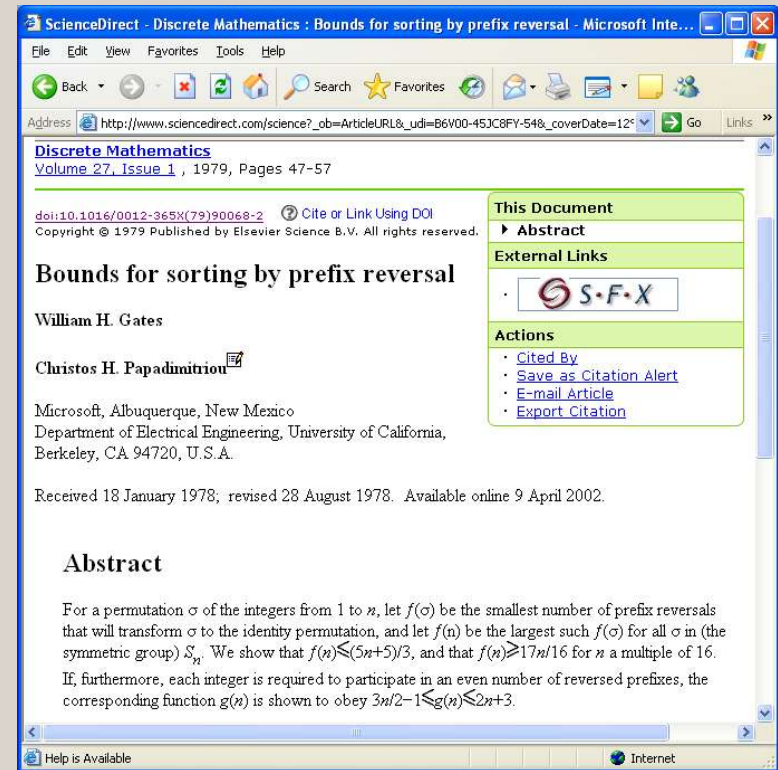 ScienceDirect - Discrete Mathematics : Bounds for sorting by prefix reversal - Microsoft Inte...
File Edit View Favorites Tools Help
Back Search Favorites
Address http://www.sciencedirect.com/science?_ob=ArticleURL&_udi=B6V00-45JC8FY-54&_coverDate=12 Go Links »
Discrete Mathematics
Volume 27, Issue 1 , 1979, Pages 47-57
doi:10.1016/0012-365X(79)90068-2 Cite or Link Using DOI
Copyright © 1979 Published by Elsevier Science B.V. All rights reserved.
Bounds for sorting by prefix reversal
William H. Gates
Christos H. Papadimitriou
Microsoft, Albuquerque, New Mexico
Department of Electrical Engineering, University of California,
Berkeley, CA 94720, U.S.A.
Received 18 January 1978; revised 28 August 1978. Available online 9 April 2002.
This Document
Abstract
External Links
· S·F·X
Actions
· Cited By
· Save as Citation Alert
· E-mail Article
· Export Citation
Abstract
For a permutation σ of the integers from 1 to n, let f(σ) be the smallest number of prefix reversals
that will transform σ to the identity permutation, and let f(n) be the largest such f(σ) for all σ in (the
symmetric group) Sn. We show that f(n)⩽(5n+5)/3, and that f(n)⩾17n/16 for n a multiple of 16.
If, furthermore, each integer is required to participate in an even number of reversed prefixes, the
corresponding function g(n) is shown to obey 3n/2−1⩽g(n)⩽2n+3.
Help is Available Internet